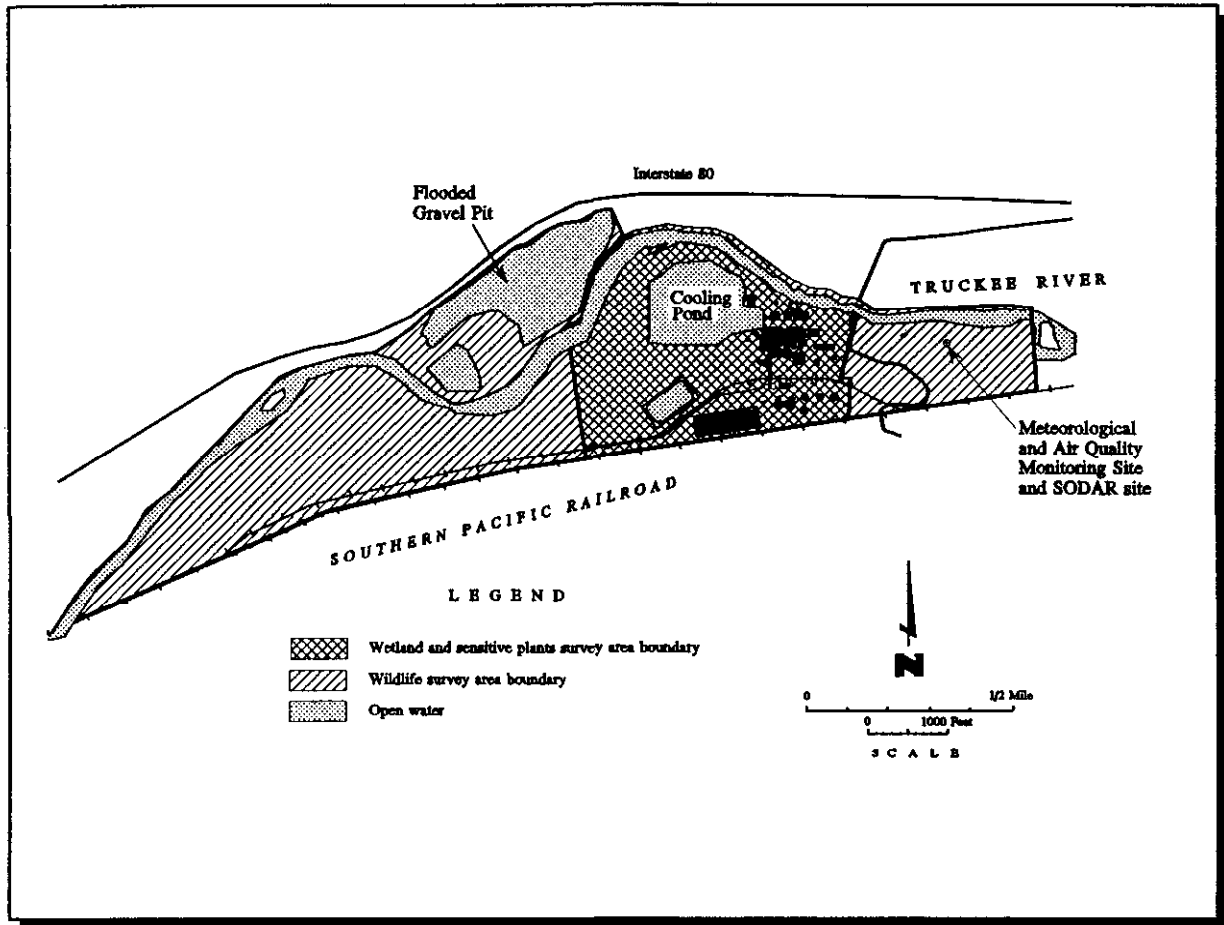 Interstate 80
Flooded
Gravel Pit
TRUCKEE RIVER
Cooling
Pond
Meteorological
and Air Quality
Monitoring Site
and SODAR site
SOUTHERN PACIFIC RAILROAD
LEGEND
Wetland and sensitive plants survey area boundary
Wildlife survey area boundary
Open water
N
0 1/2 Mile
0 1000 Feet
SCALE